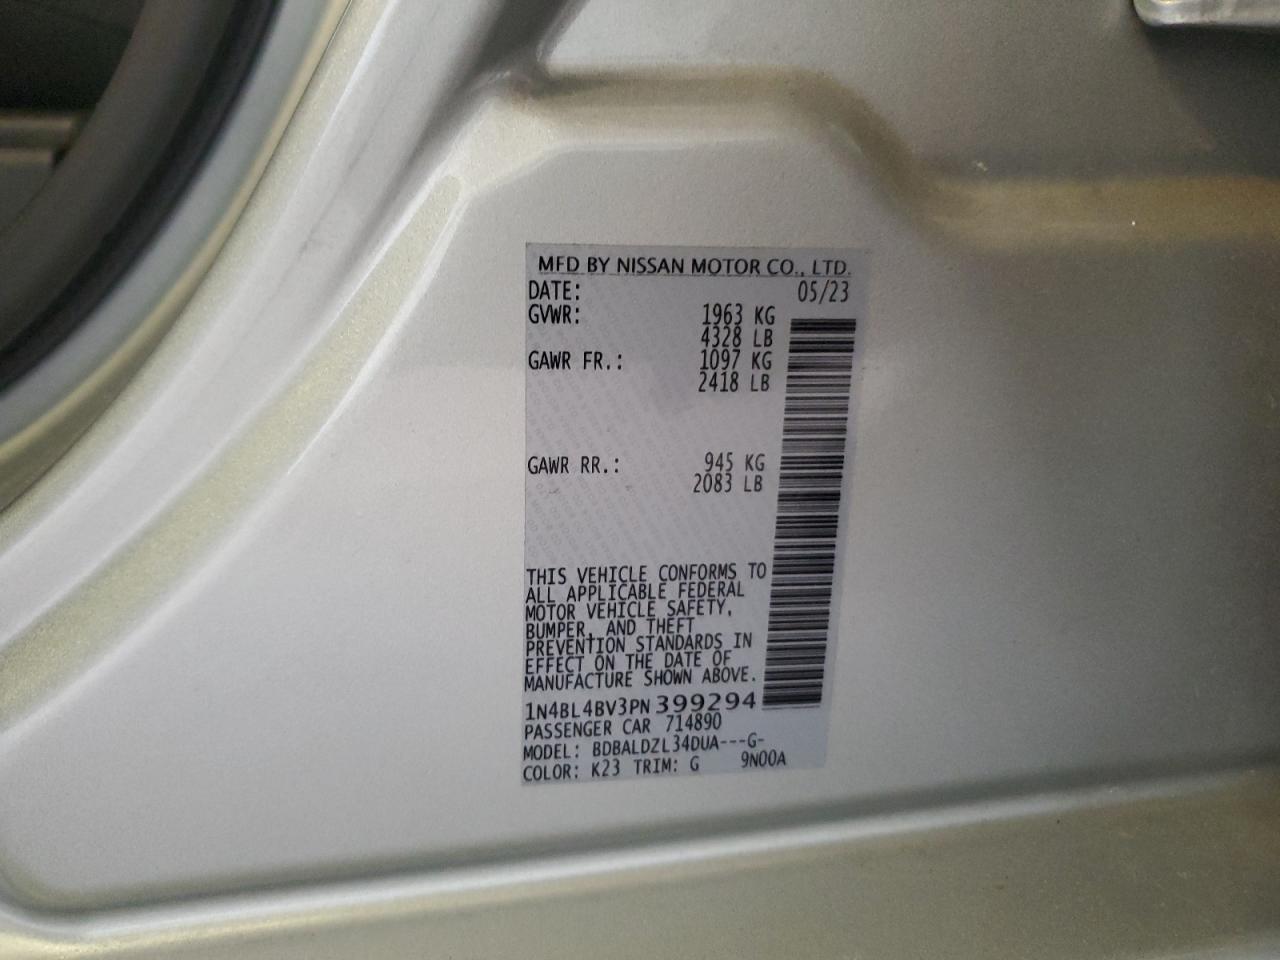 MFD BY NISSAN MOTOR CO., LTD.
DATE: 05/23
GVWR: 1963 KG
4328 LB
GAWR FR.: 1097 KG
2418 LB
GAWR RR.: 945 KG
2083 LB
THIS VEHICLE CONFORMS TO
ALL APPLICABLE FEDERAL
MOTOR VEHICLE SAFETY,
BUMPER, AND THEFT
PREVENTION STANDARDS IN
EFFECT ON THE DATE OF
MANUFACTURE SHOWN ABOVE.
1N4BL4BV3PN399294
PASSENGER CAR 714890
MODEL: BDBALDZL34DUA---G-
COLOR: K23 TRIM: G 9N00A